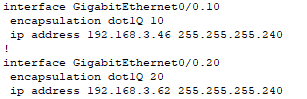 interface GigabitEthernet0/0.10
encapsulation dot1Q 10
ip address 192.168.3.46 255.255.255.240
!
interface GigabitEthernet0/0.20
encapsulation dot1Q 20
ip address 192.168.3.62 255.255.255.240